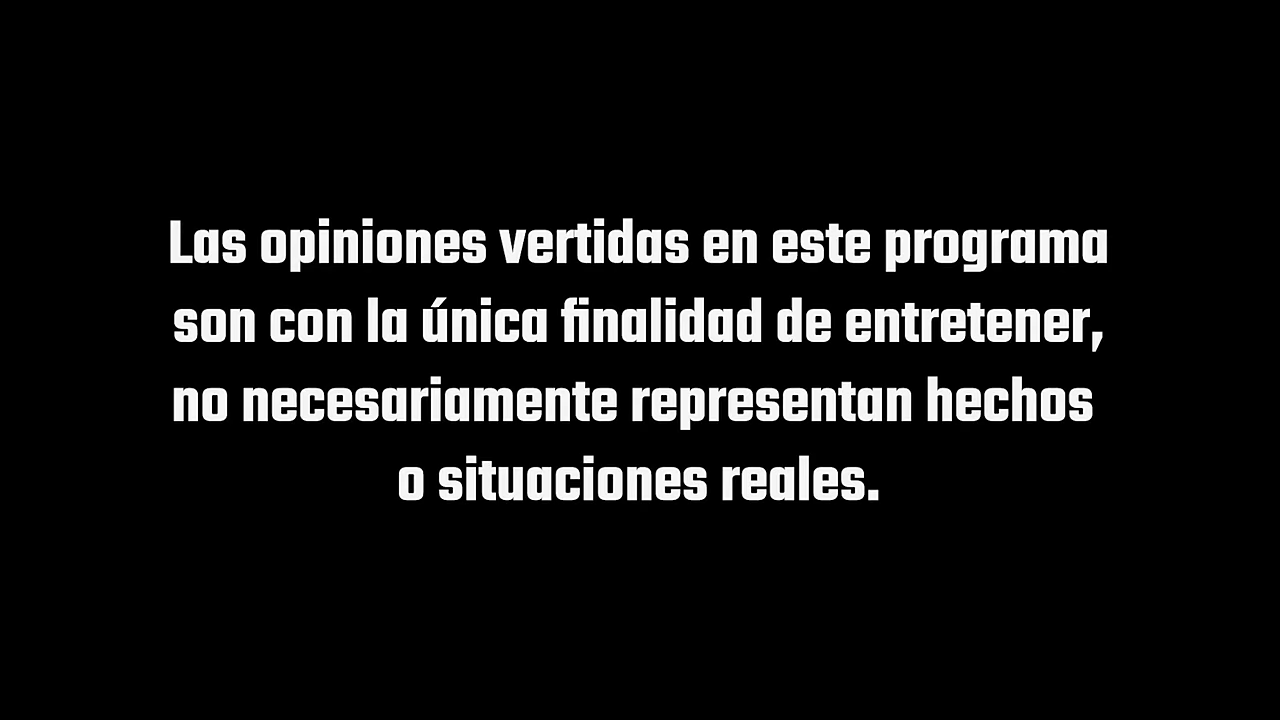 Las opiniones vertidas en este programa
son con la única finalidad de entretener,
no necesariamente representan hechos
o situaciones reales.